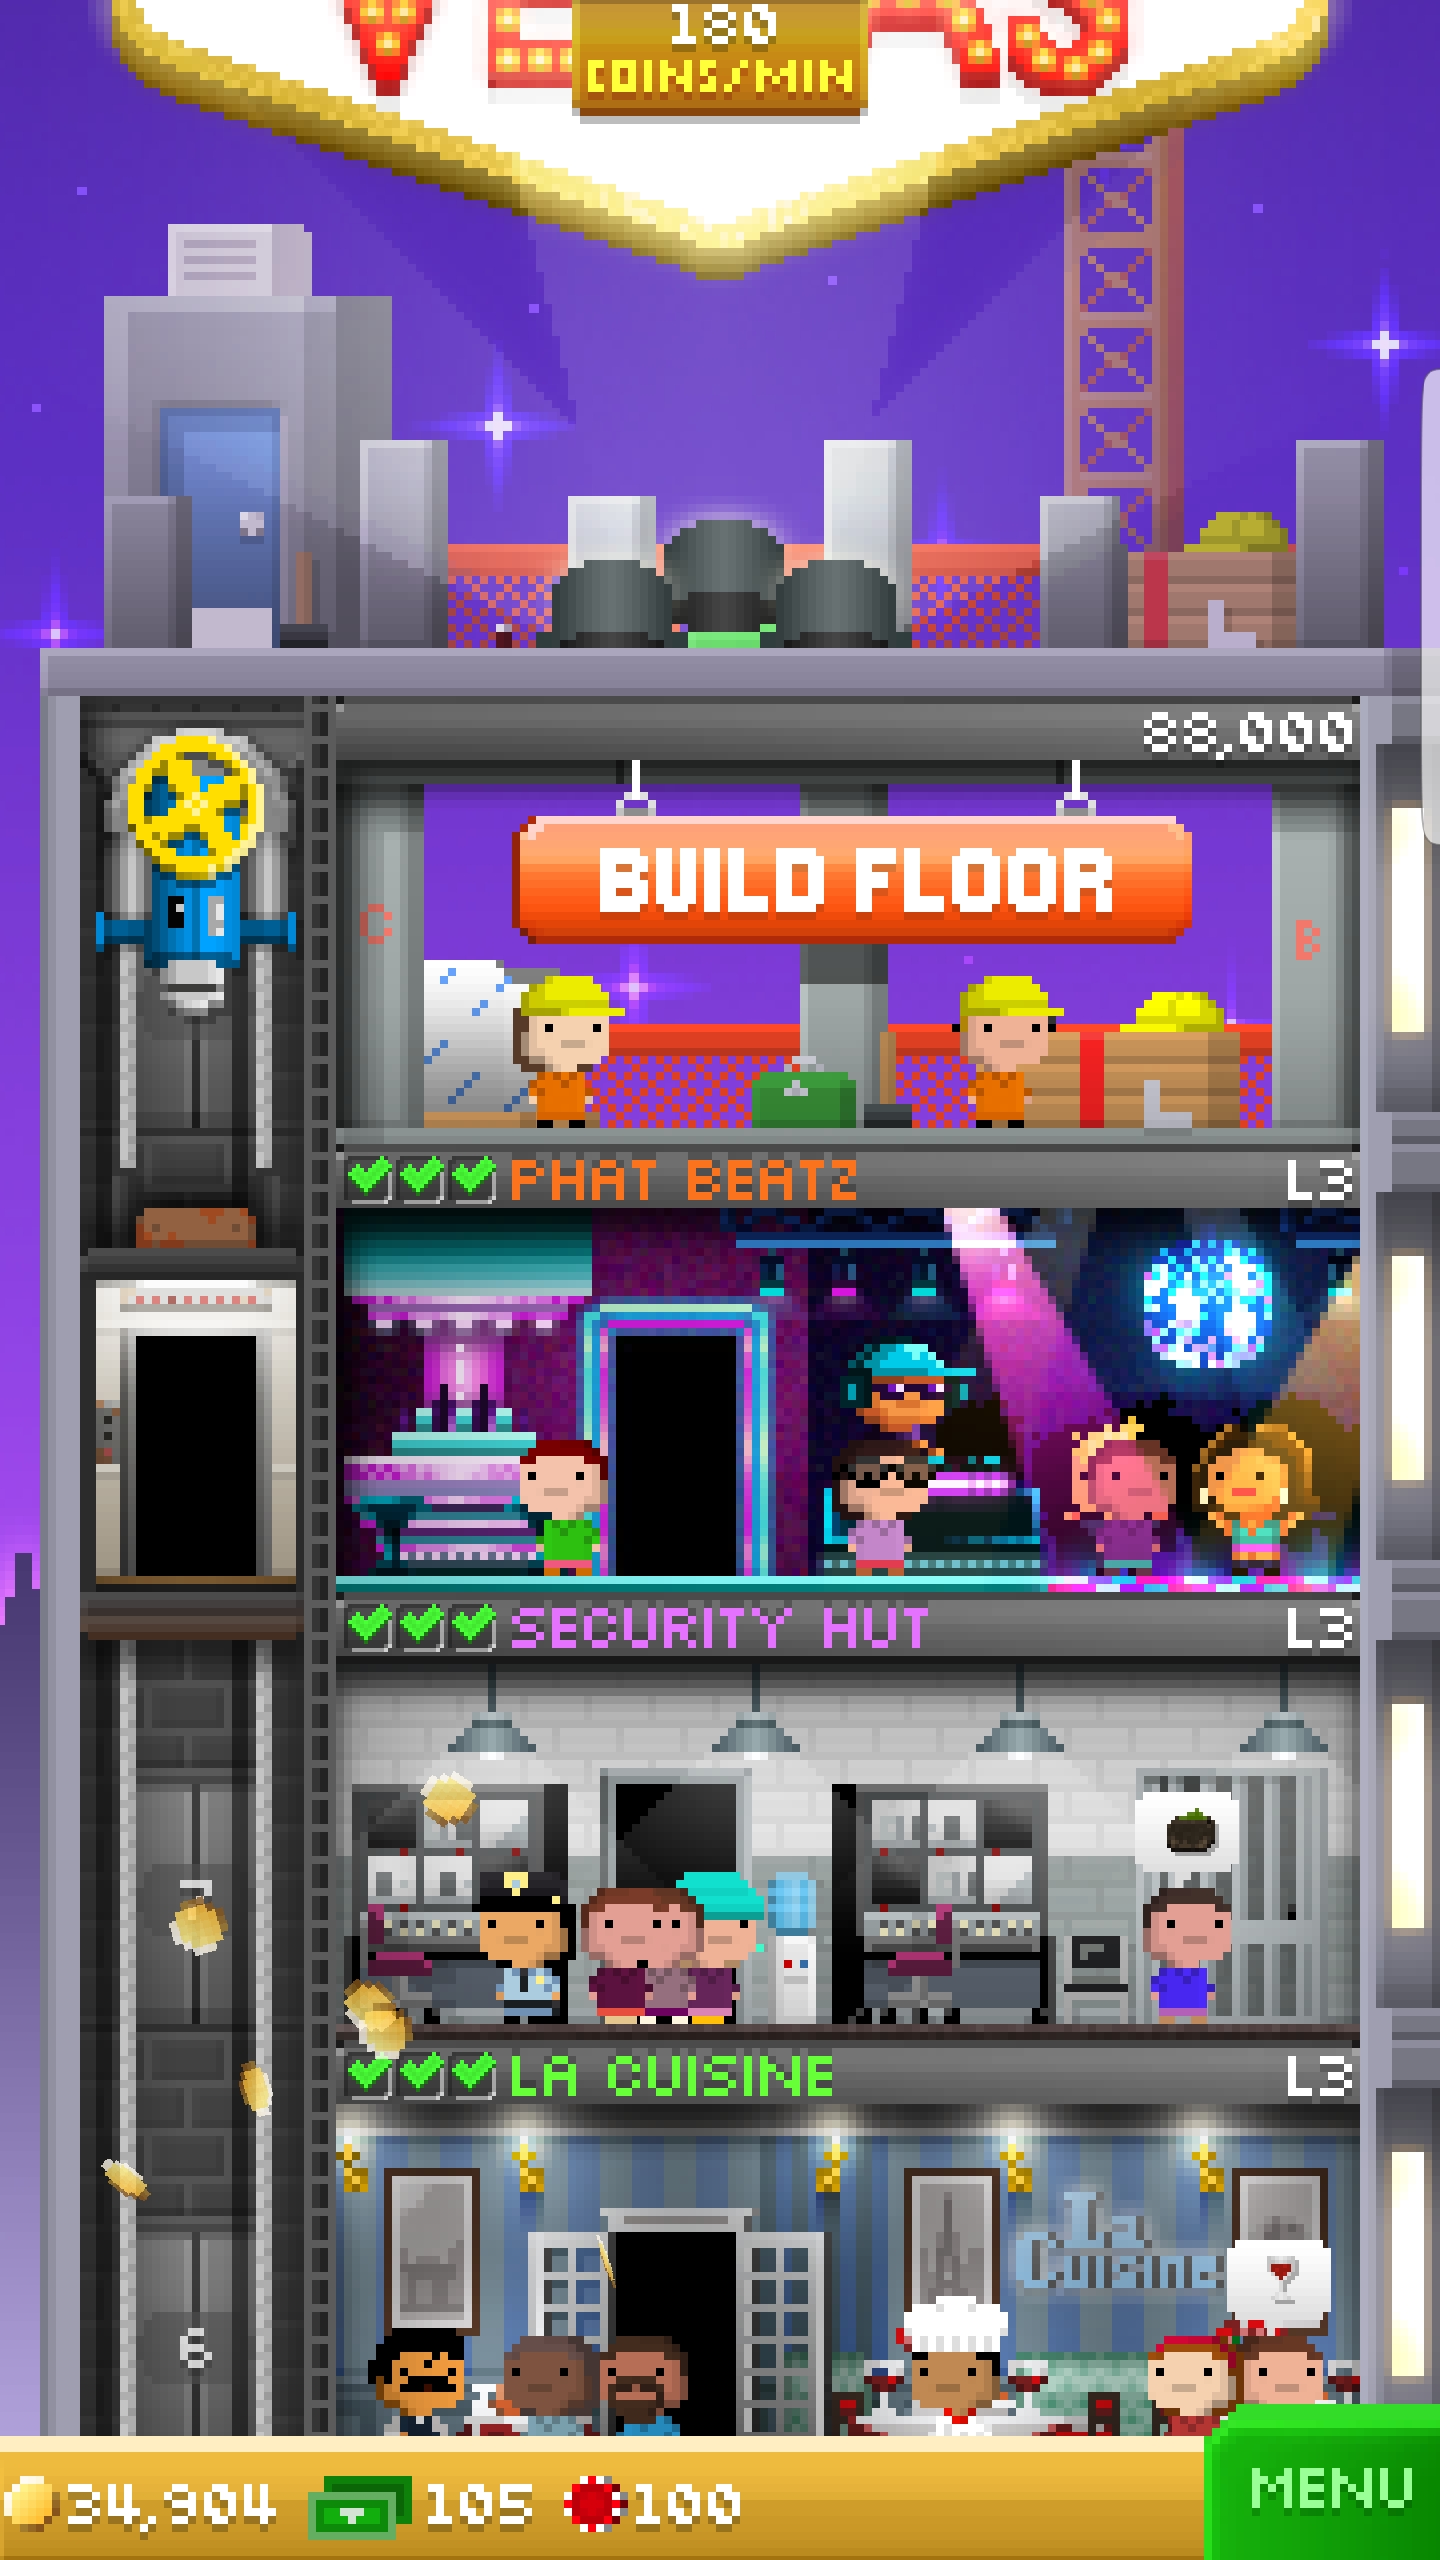 180
COINS/MIN
88,000
BUILD FLOOR
C
B
PHAT BEATZ L3
SECURITY HUT L3
7
LA CUISINE L3
La
Cuisine
6
34,904 105 100
MENU